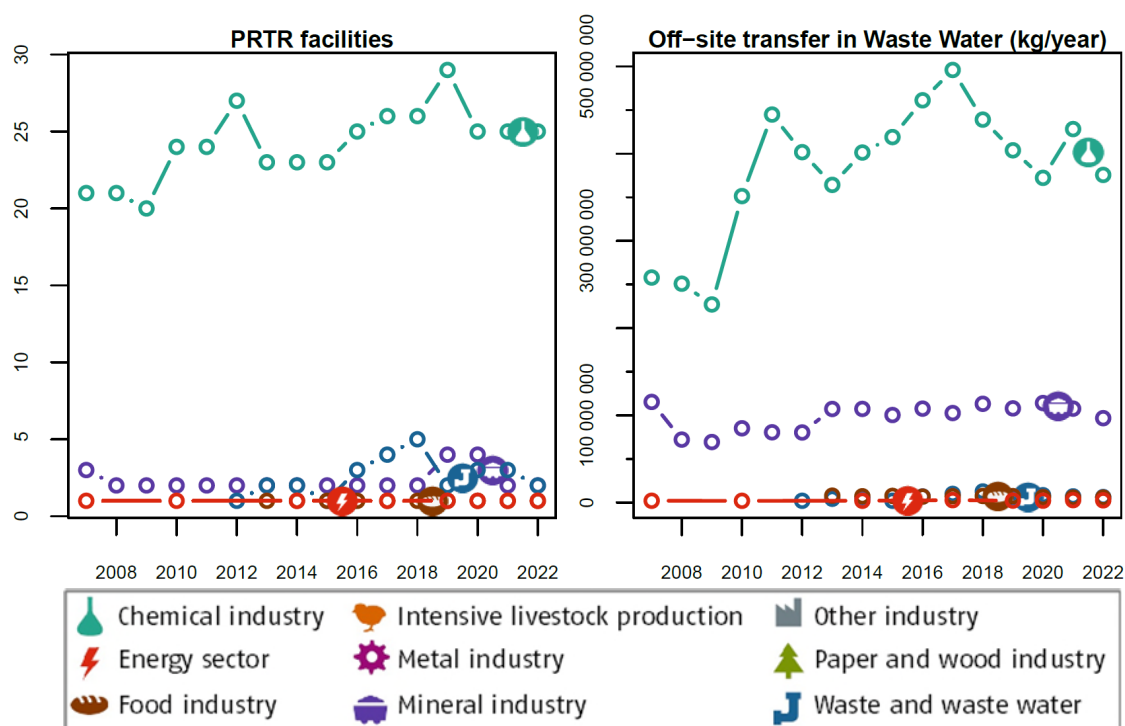 PRTR facilities
0 5 10 15 20 25 30
2008 2010 2012 2014 2016 2018 2020 2022
Off−site transfer in Waste Water (kg/year)
0 100 000 000 300 000 000 500 000 000
2008 2010 2012 2014 2016 2018 2020 2022
Chemical industry Intensive livestock production Other industry
Energy sector Metal industry Paper and wood industry
Food industry Mineral industry Waste and waste water